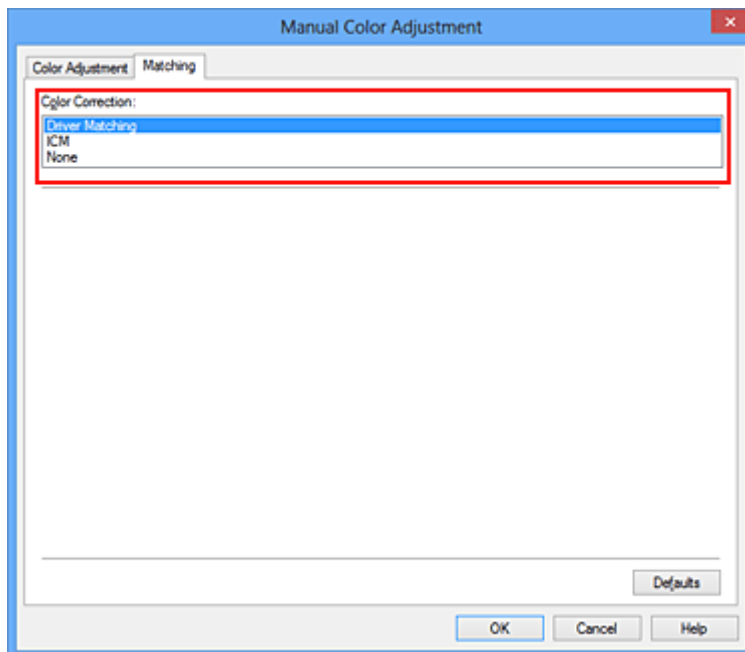 Manual Color Adjustment
Color Adjustment Matching
Color Correction:
Driver Matching
ICM
None
Defaults
OK Cancel Help